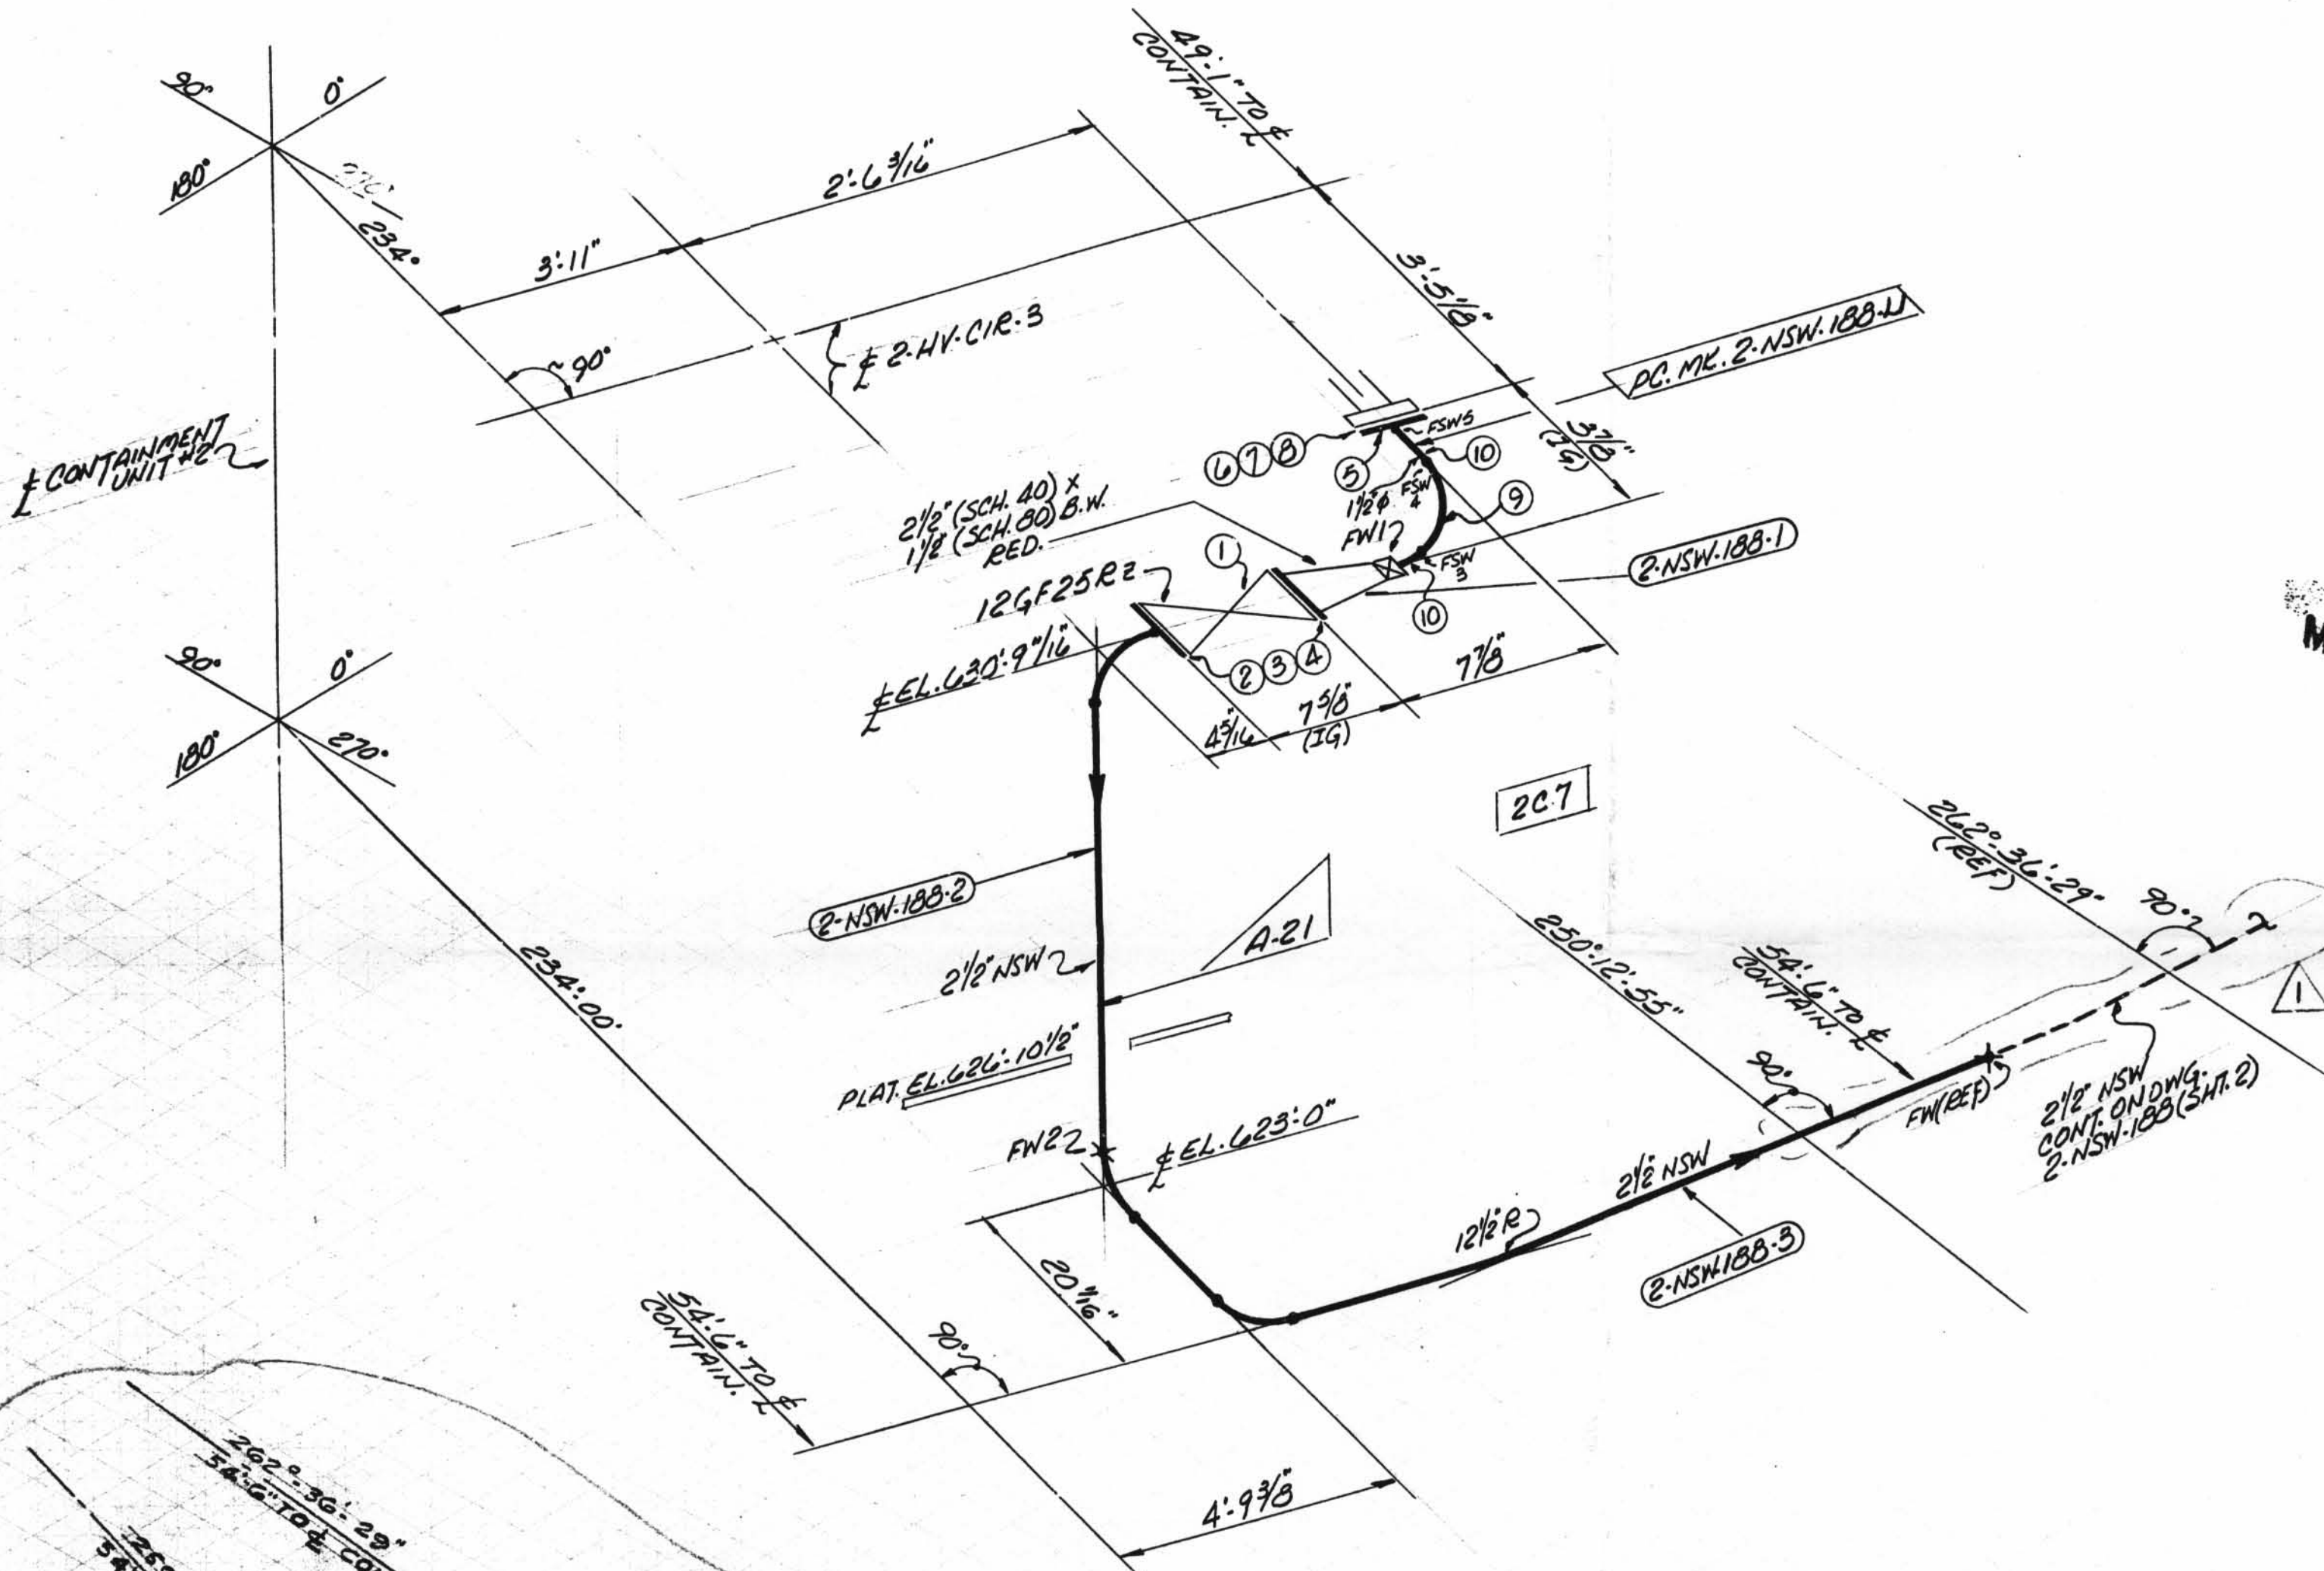 90°
0°
180°
234°
3'-11"
2'-6 3/16"
49'-1" TO ℄
CONTAIN.
3'-5 1/8"
3 7/8"
(IG)
~90°
℄ 2-HV-CIR-3
PC. MK. 2-NSW-188-L1
℄ CONTAINMENT
UNIT #2
6 7 8
5
FSW5
10
1 1/2"ø
FSW
4
9
2 1/2" (SCH. 40) X
1 1/2" (SCH. 80) B.W.
RED.
FW1
1
FSW
3
10
2-NSW-188-1
12GF25R2
2 3 4
℄ EL. 630'-9 11/16"
7 7/8"
7 5/8"
(IG)
4 5/16"
90°
0°
180°
270°
2C-7
2-NSW-188-2
A-21
2 1/2" NSW
234°-00'
PLAT. EL. 626'-10 1/2"
FW2
℄ EL. 623'-0"
262°-36'-29"
(REF)
90°
250°-12'-55"
54'-6" TO ℄
CONTAIN.
90°
1
FW(REF)
2 1/2" NSW
CONT. ON DWG.
2-NSW-188 (SHT. 2)
2 1/2" NSW
12 1/2" R
2-NSW-188-3
54'-6" TO ℄
CONTAIN.
90°
4'-9 3/8"
262°-36'-29"
54'-6" TO ℄